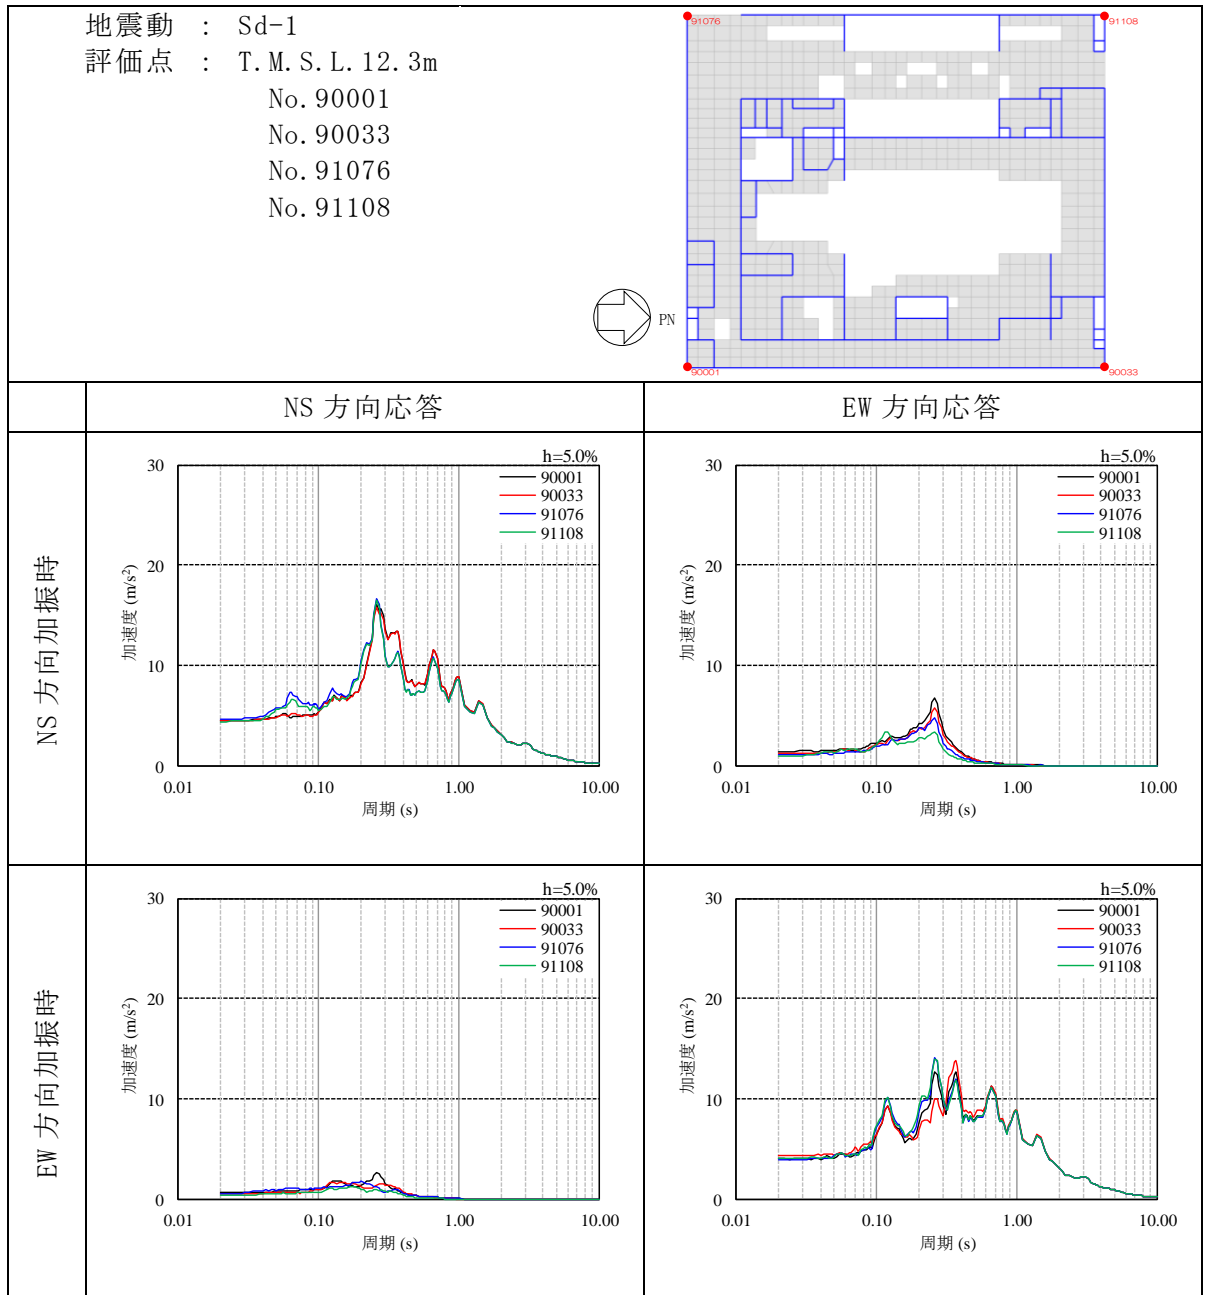 地震動 : Sd-1
評価点 : T.M.S.L.12.3m
No.90001
No.90033
No.91076
No.91108
91076
91108
PN
90001
90033
NS 方向応答
EW 方向応答
NS 方向加振時
h=5.0%
90001
90033
91076
91108
加速度 (m/s²)
30
20
10
0
0.01
0.10
1.00
10.00
周期 (s)
h=5.0%
90001
90033
91076
91108
加速度 (m/s²)
30
20
10
0
0.01
0.10
1.00
10.00
周期 (s)
EW 方向加振時
h=5.0%
90001
90033
91076
91108
加速度 (m/s²)
30
20
10
0
0.01
0.10
1.00
10.00
周期 (s)
h=5.0%
90001
90033
91076
91108
加速度 (m/s²)
30
20
10
0
0.01
0.10
1.00
10.00
周期 (s)